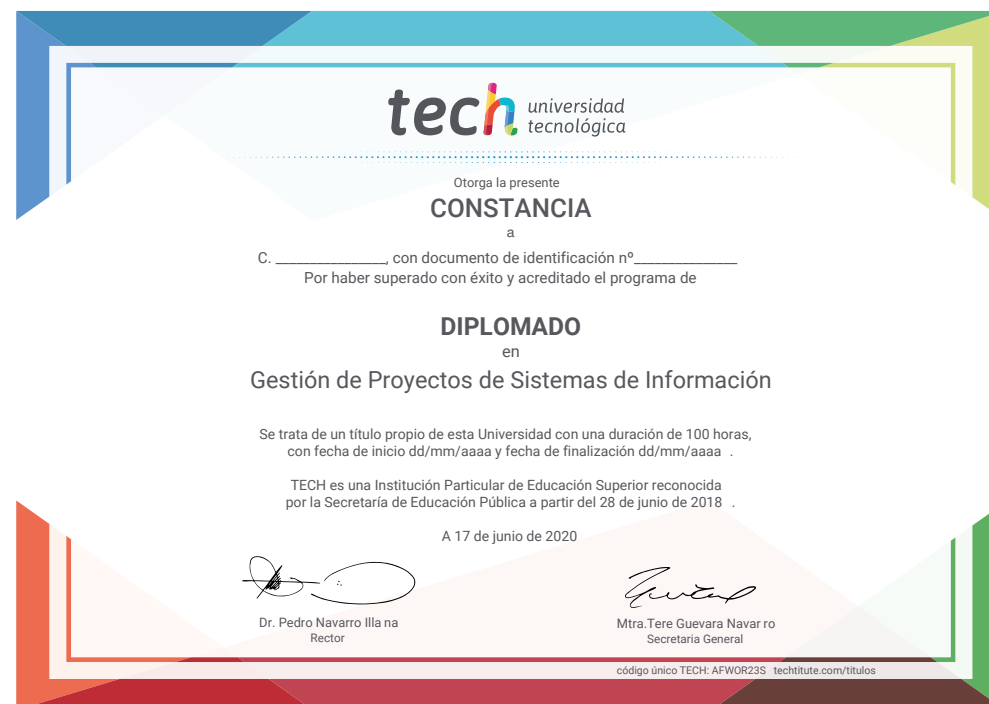 tech universidad
tecnológica
Otorga la presente
CONSTANCIA
a
C. _______________, con documento de identificación nº______________
Por haber superado con éxito y acreditado el programa de
DIPLOMADO
en
Gestión de Proyectos de Sistemas de Información
Se trata de un título propio de esta Universidad con una duración de 100 horas,
con fecha de inicio dd/mm/aaaa y fecha de finalización dd/mm/aaaa .
TECH es una Institución Particular de Educación Superior reconocida
por la Secretaría de Educación Pública a partir del 28 de junio de 2018 .
A 17 de junio de 2020
Dr. Pedro Navarro Illa na
Rector
Mtra.Tere Guevara Navar ro
Secretaria General
código único TECH: AFWOR23S techtitute.com/titulos